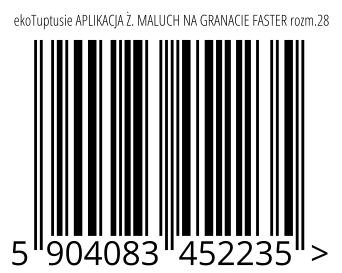 ekoTuptusie APLIKACJA Ż. MALUCH NA GRANACIE FASTER rozm.28
5 904083 452235 >